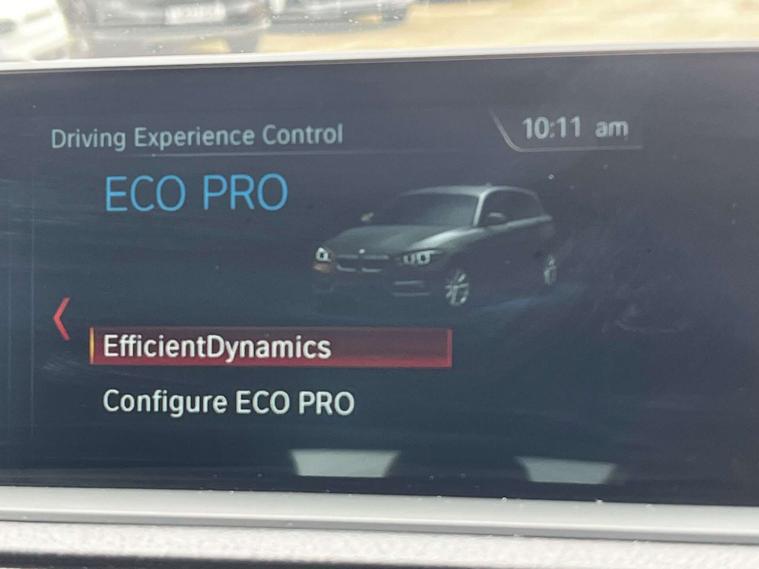 Driving Experience Control
10:11 am
ECO PRO
EfficientDynamics
Configure ECO PRO